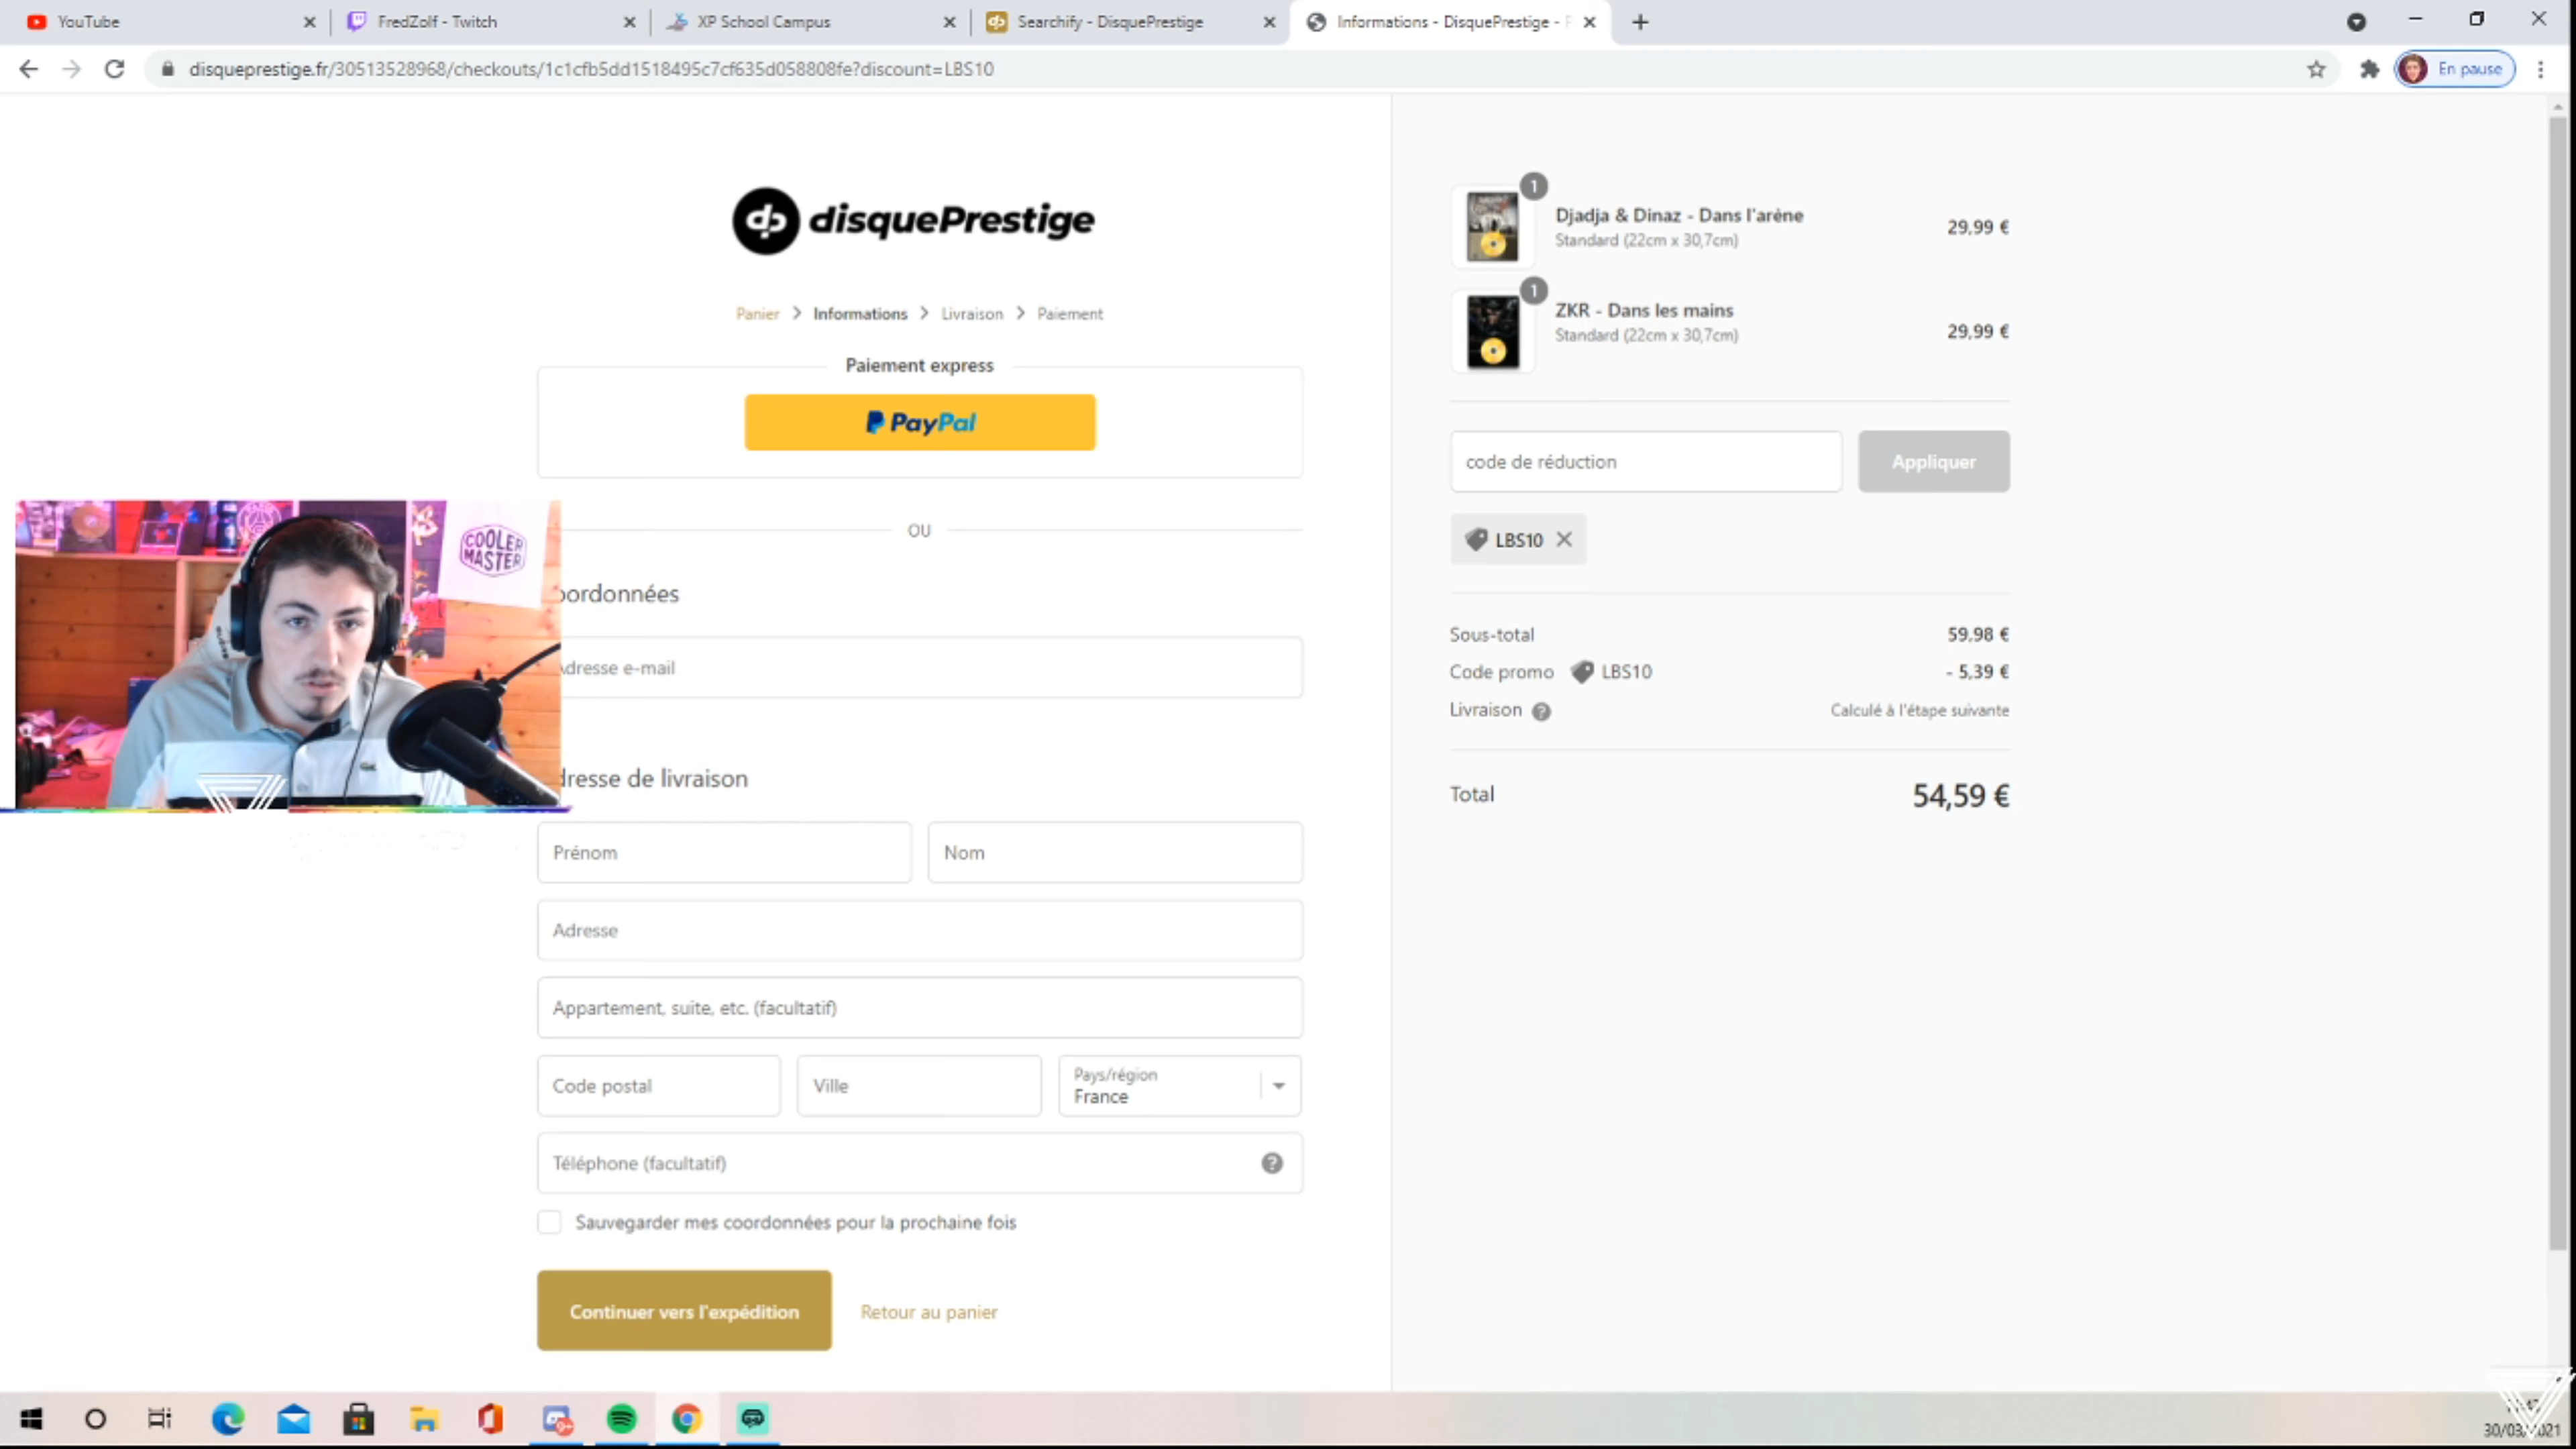 YouTube
FredZolf - Twitch
XP School Campus
Searchify - DisquePrestige
Informations - DisquePrestige -
disqueprestige.fr/30513528968/checkouts/1c1cfb5dd1518495c7cf635d058808fe?discount=LBS10
En pause
dp disquePrestige
Panier > Informations > Livraison > Paiement
Paiement express
PayPal
OU
COOLER
MASTER
oordonnées
dresse e-mail
dresse de livraison
Prénom
Nom
Adresse
Appartement, suite, etc. (facultatif)
Code postal
Ville
Pays/région
France
Téléphone (facultatif)
?
Sauvegarder mes coordonnées pour la prochaine fois
Continuer vers l'expédition
Retour au panier
1
Djadja & Dinaz - Dans l'arène
Standard (22cm x 30,7cm)
29,99 €
1
ZKR - Dans les mains
Standard (22cm x 30,7cm)
29,99 €
code de réduction
Appliquer
LBS10
Sous-total 59,98 €
Code promo LBS10 - 5,39 €
Livraison ? Calculé à l'étape suivante
Total 54,59 €